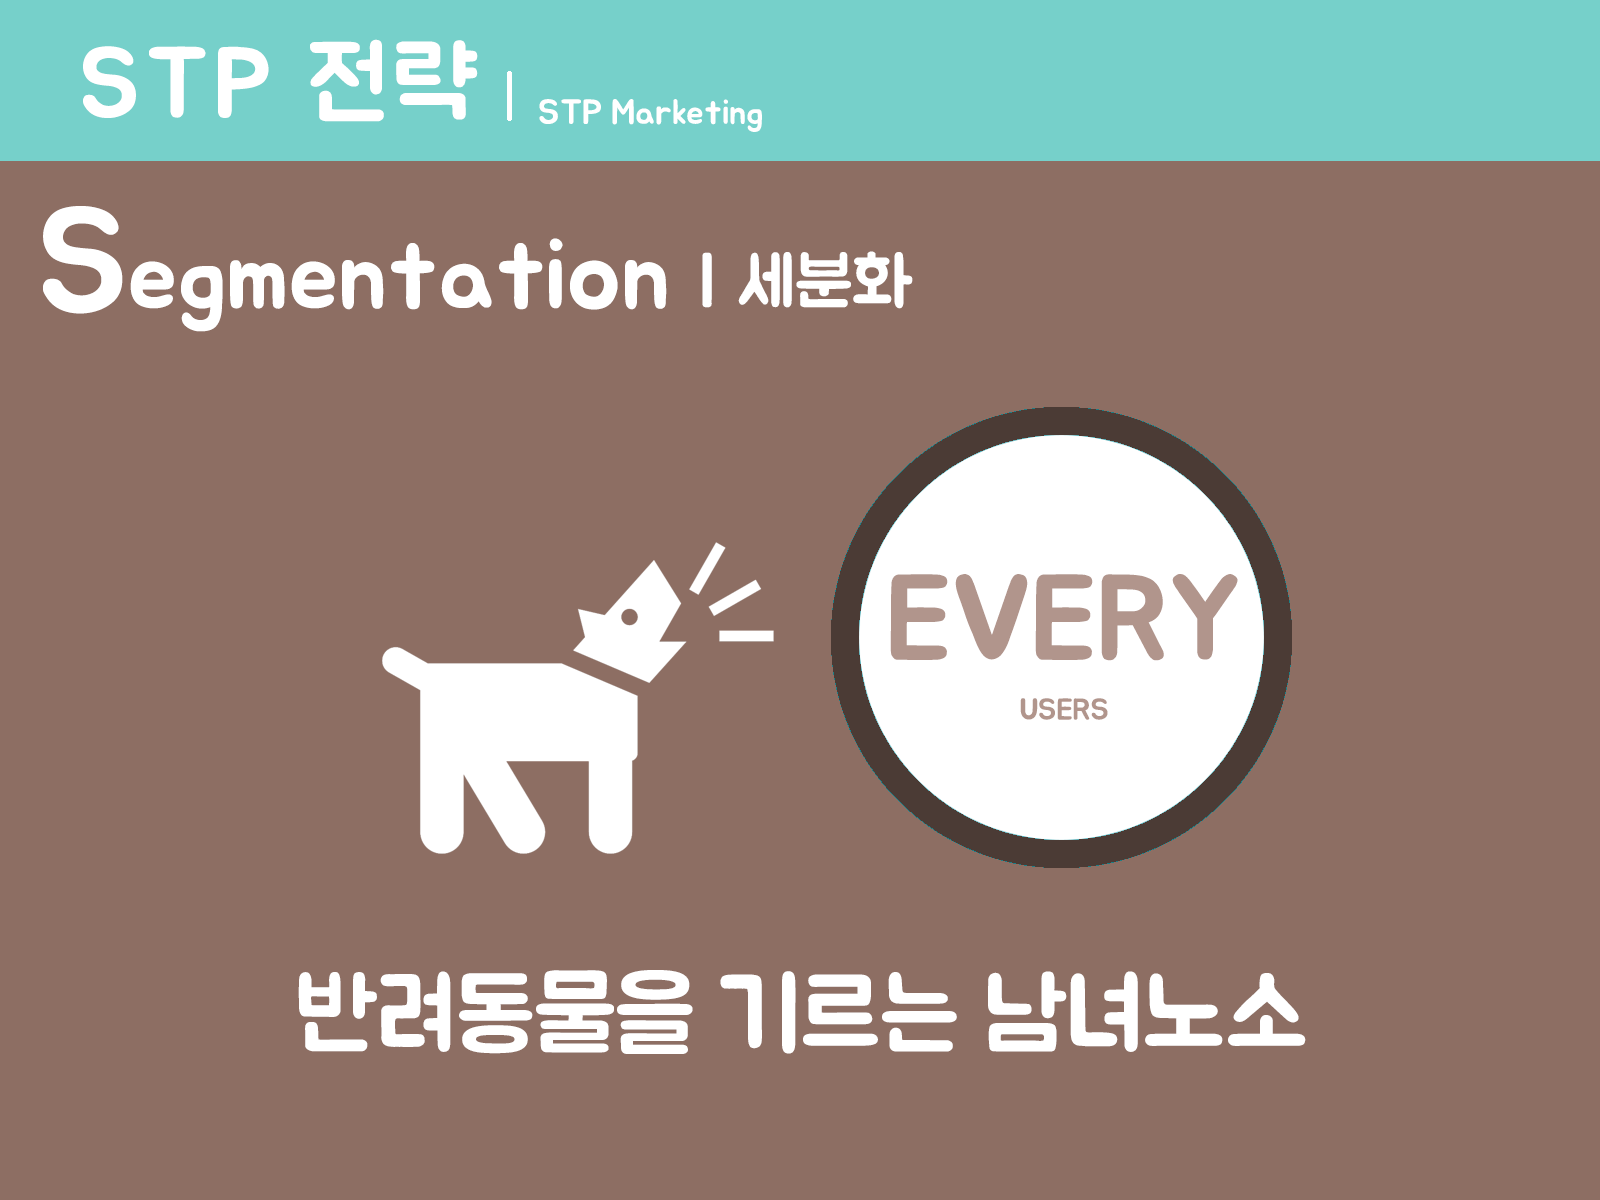 STP 전략 | STP Marketing
Segmentation | 세분화
EVERY
USERS
반려동물을 기르는 남녀노소